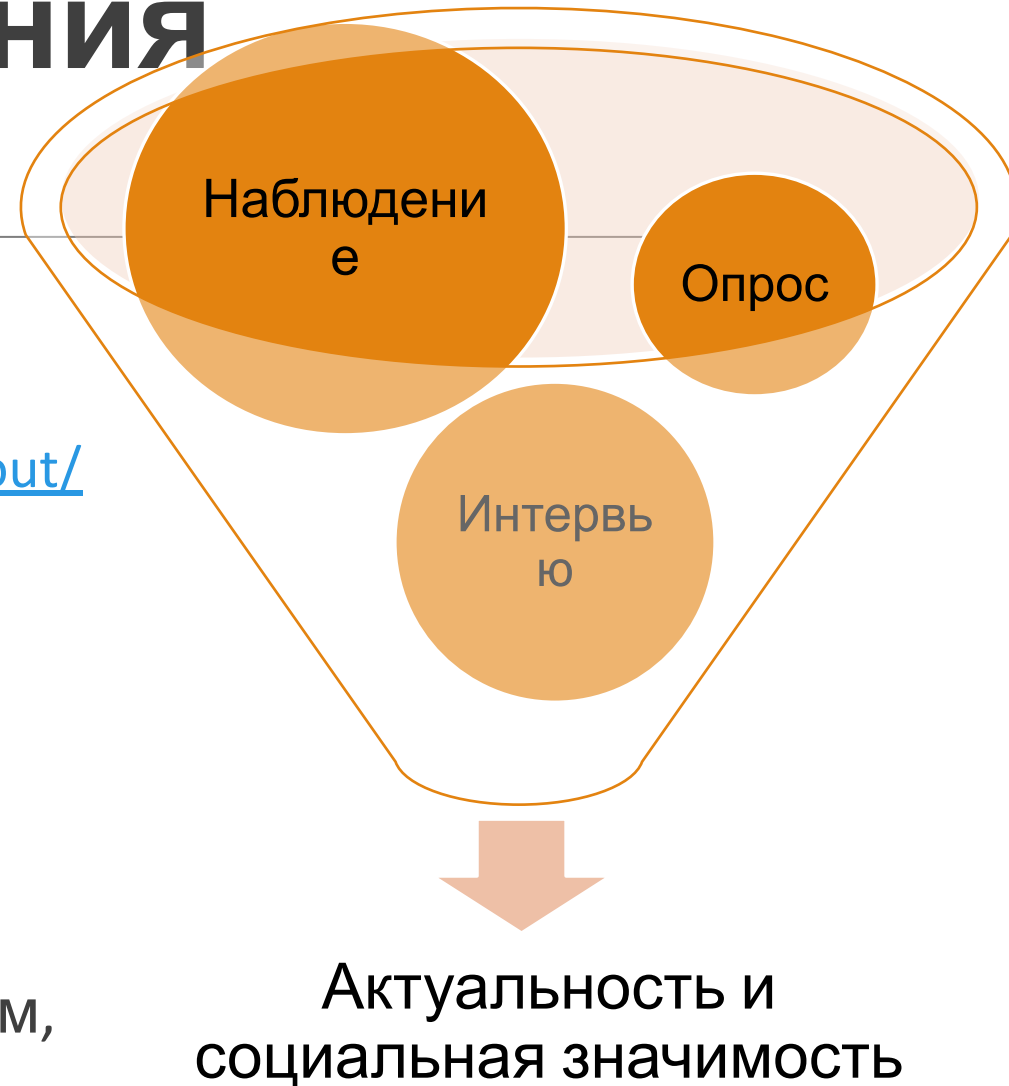 ния
Наблюдени
е
Опрос
out/
Интервь
ю
Актуальность и
м,
социальная значимость